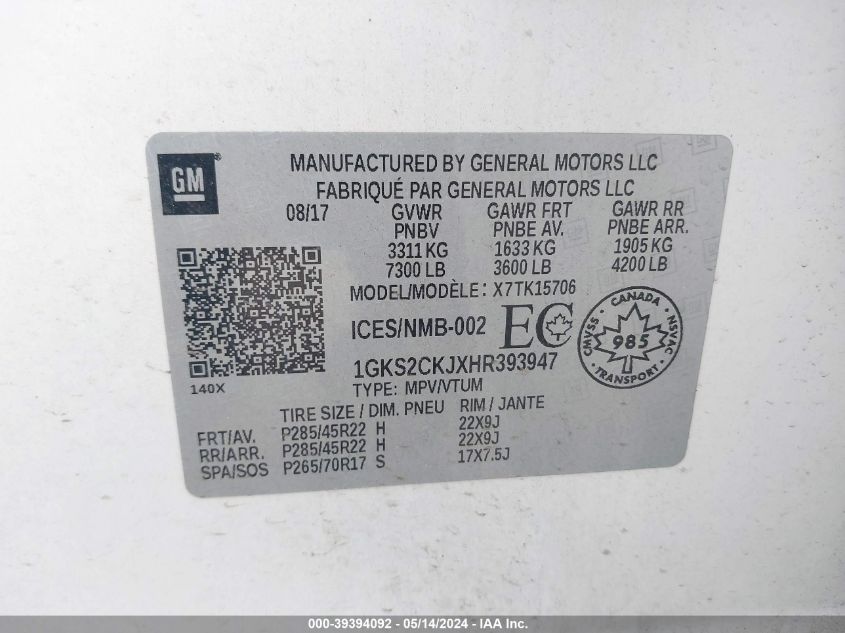 GM
®
MANUFACTURED BY GENERAL MOTORS LLC
FABRIQUÉ PAR GENERAL MOTORS LLC
08/17 GVWR GAWR FRT GAWR RR
PNBV PNBE AV. PNBE ARR.
3311 KG 1633 KG 1905 KG
7300 LB 3600 LB 4200 LB
MODEL/MODÈLE: X7TK15706
ICES/NMB-002 EC
CANADA
CMVSS 985 NSVAC
TRANSPORT
1GKS2CKJXHR393947
140X
TYPE: MPV/VTUM
TIRE SIZE / DIM. PNEU RIM / JANTE
FRT/AV. P285/45R22 H 22X9J
RR/ARR. P285/45R22 H 22X9J
SPA/SOS P265/70R17 S 17X7.5J
000-39394092 - 05/14/2024 - IAA Inc.